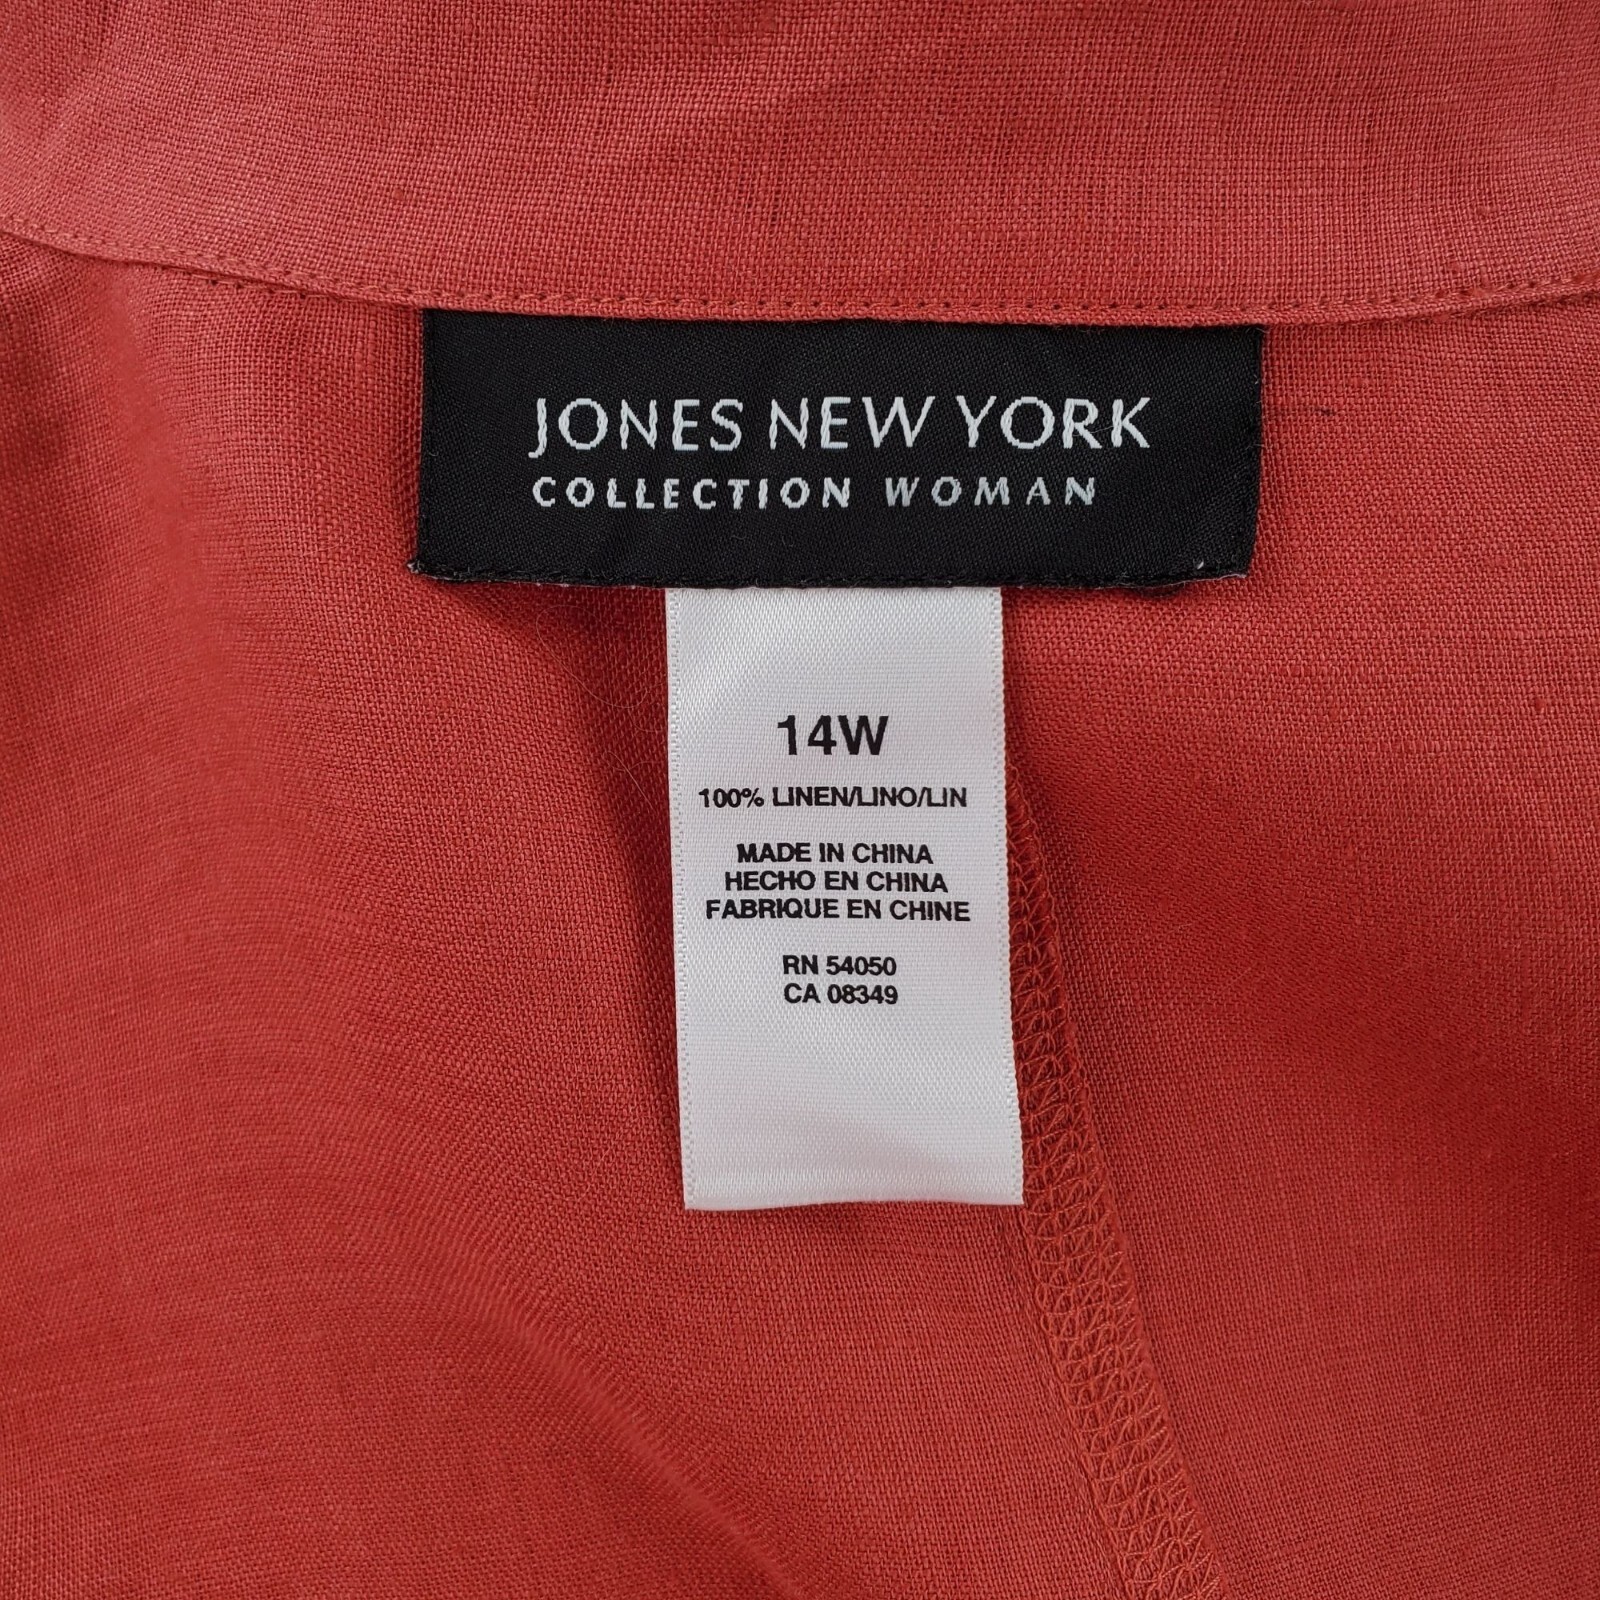 JONES NEW YORK
COLLECTION WOMAN
14W
100% LINEN/LINO/LIN
MADE IN CHINA
HECHO EN CHINA
FABRIQUE EN CHINE
RN 54050
CA 08349